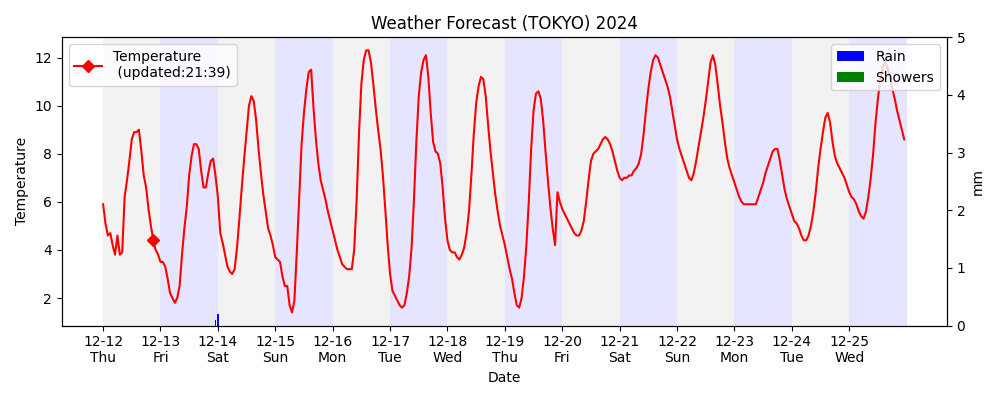 Weather Forecast (TOKYO) 2024
Temperature
(updated:21:39)
Rain
Showers
12
10
8
6
4
2
Temperature
5
4
3
2
1
0
mm
12-12 12-13 12-14 12-15 12-16 12-17 12-18 12-19 12-20 12-21 12-22 12-23 12-24 12-25
Thu Fri Sat Sun Mon Tue Wed Thu Fri Sat Sun Mon Tue Wed
Date